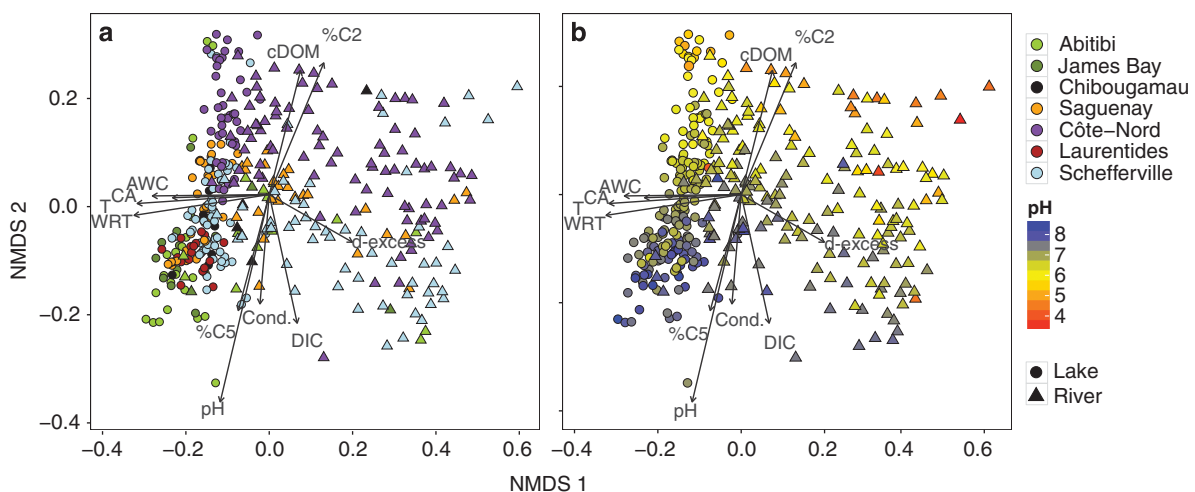 a
%C2
cDOM
AWC
CA
T
WRT
d-excess
Cond.
%C5
DIC
pH
0.2
0.0
−0.2
−0.4
NMDS 2
−0.4
−0.2
0.0
0.2
0.4
0.6
b
%C2
cDOM
AWC
CA
T
WRT
d-excess
Cond.
%C5
DIC
pH
−0.4
−0.2
0.0
0.2
0.4
0.6
NMDS 1
Abitibi
James Bay
Chibougamau
Saguenay
Côte−Nord
Laurentides
Schefferville
pH
8
7
6
5
4
Lake
River